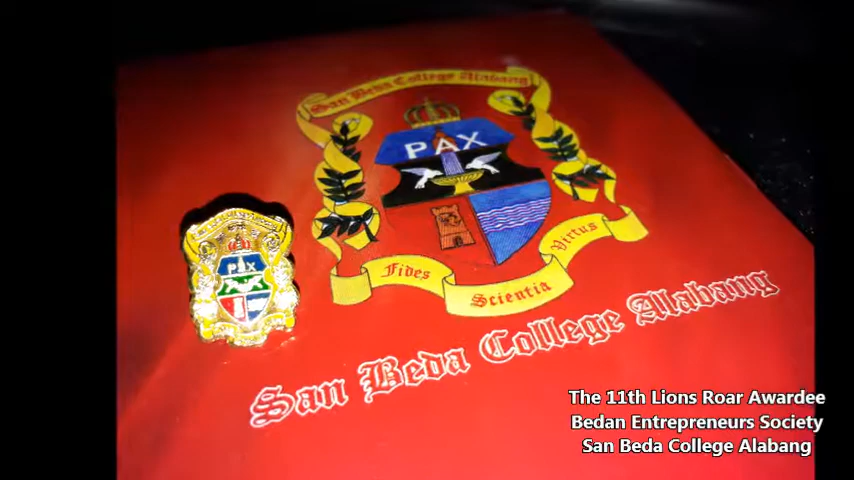 San Beda College Alabang
PAX
Fides
Scientia
Virtus
PAX
San Beda College Alabang
The 11th Lions Roar Awardee
Bedan Entrepreneurs Society
San Beda College Alabang